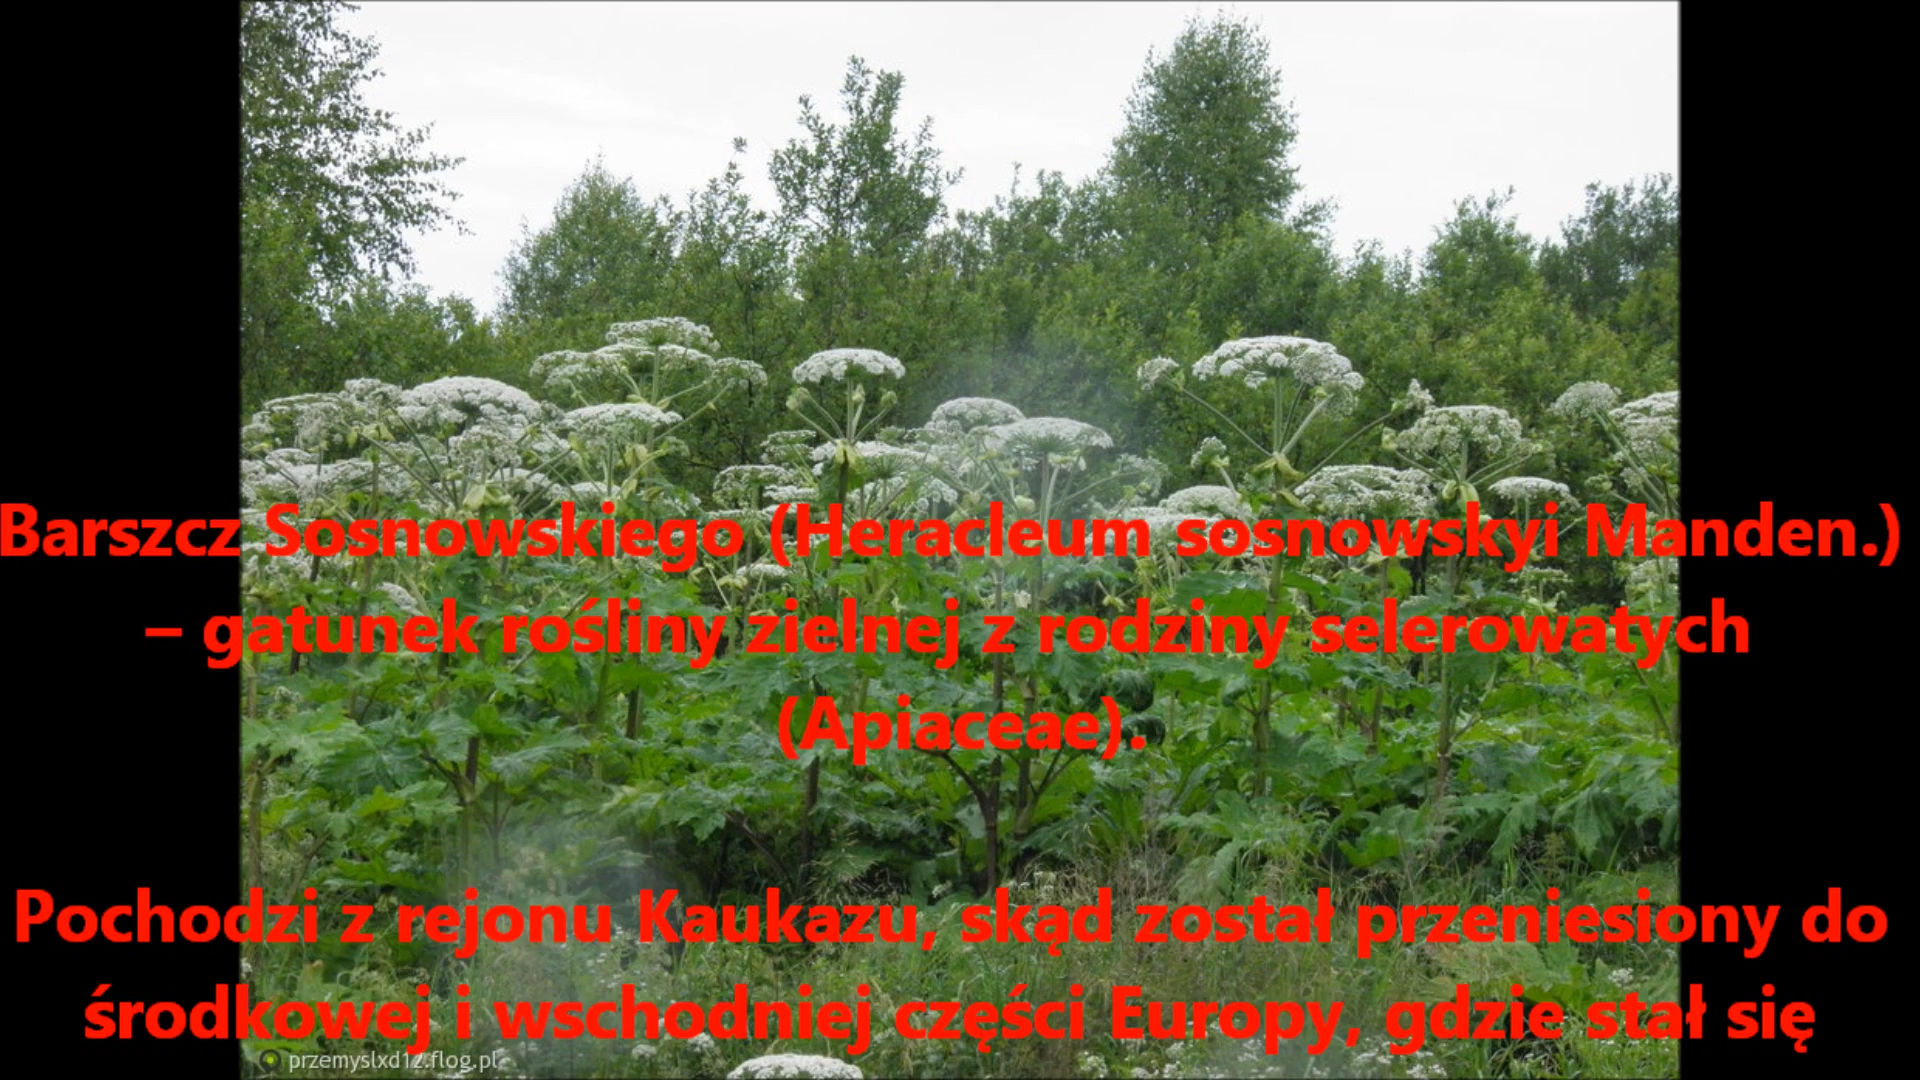 Barszcz Sosnowskiego (Heracleum sosnowskyi Manden.)
– gatunek rośliny zielnej z rodziny selerowatych
(Apiaceae).
Pochodzi z rejonu Kaukazu, skąd został przeniesiony do
środkowej i wschodniej części Europy, gdzie stał się
przemyslxd12.flog.pl